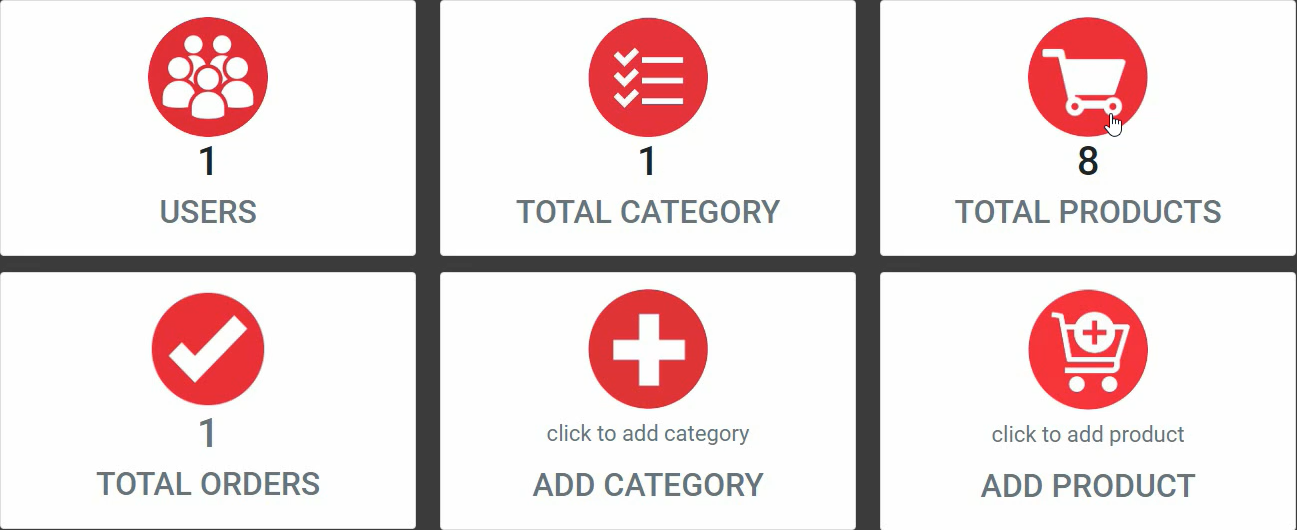 1
USERS
1
TOTAL CATEGORY
8
TOTAL PRODUCTS
1
TOTAL ORDERS
click to add category
ADD CATEGORY
click to add product
ADD PRODUCT